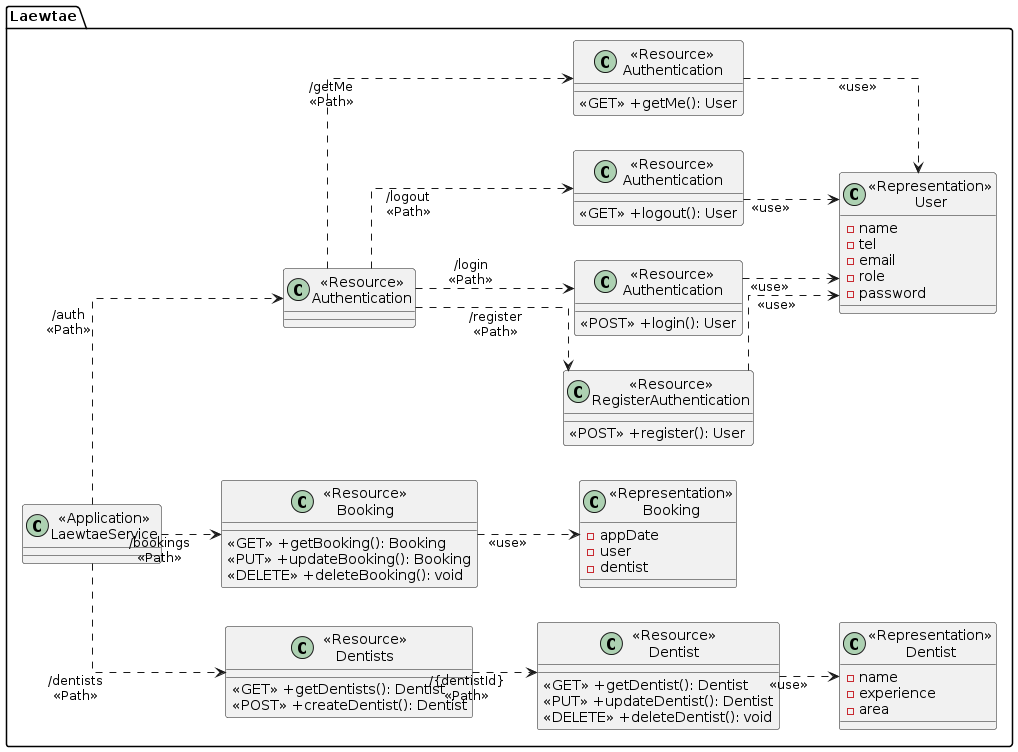 Laewtae
«Resource»
Authentication
«GET» +getMe(): User
/getMe
«Path»
«use»
«Resource»
Authentication
«GET» +logout(): User
/logout
«Path»
«use»
«Representation»
User
name
tel
email
role
password
«Resource»
Authentication
/login
«Path»
«Resource»
Authentication
«POST» +login(): User
«use»
«use»
/register
«Path»
/auth
«Path»
«Resource»
RegisterAuthentication
«POST» +register(): User
«Application»
LaewtaeService
/bookings
«Path»
«Resource»
Booking
«GET» +getBooking(): Booking
«PUT» +updateBooking(): Booking
«DELETE» +deleteBooking(): void
«use»
«Representation»
Booking
appDate
user
dentist
/dentists
«Path»
«Resource»
Dentists
«GET» +getDentists(): Dentist
«POST» +createDentist(): Dentist
/{dentistId}
«Path»
«Resource»
Dentist
«GET» +getDentist(): Dentist
«PUT» +updateDentist(): Dentist
«DELETE» +deleteDentist(): void
«use»
«Representation»
Dentist
name
experience
area